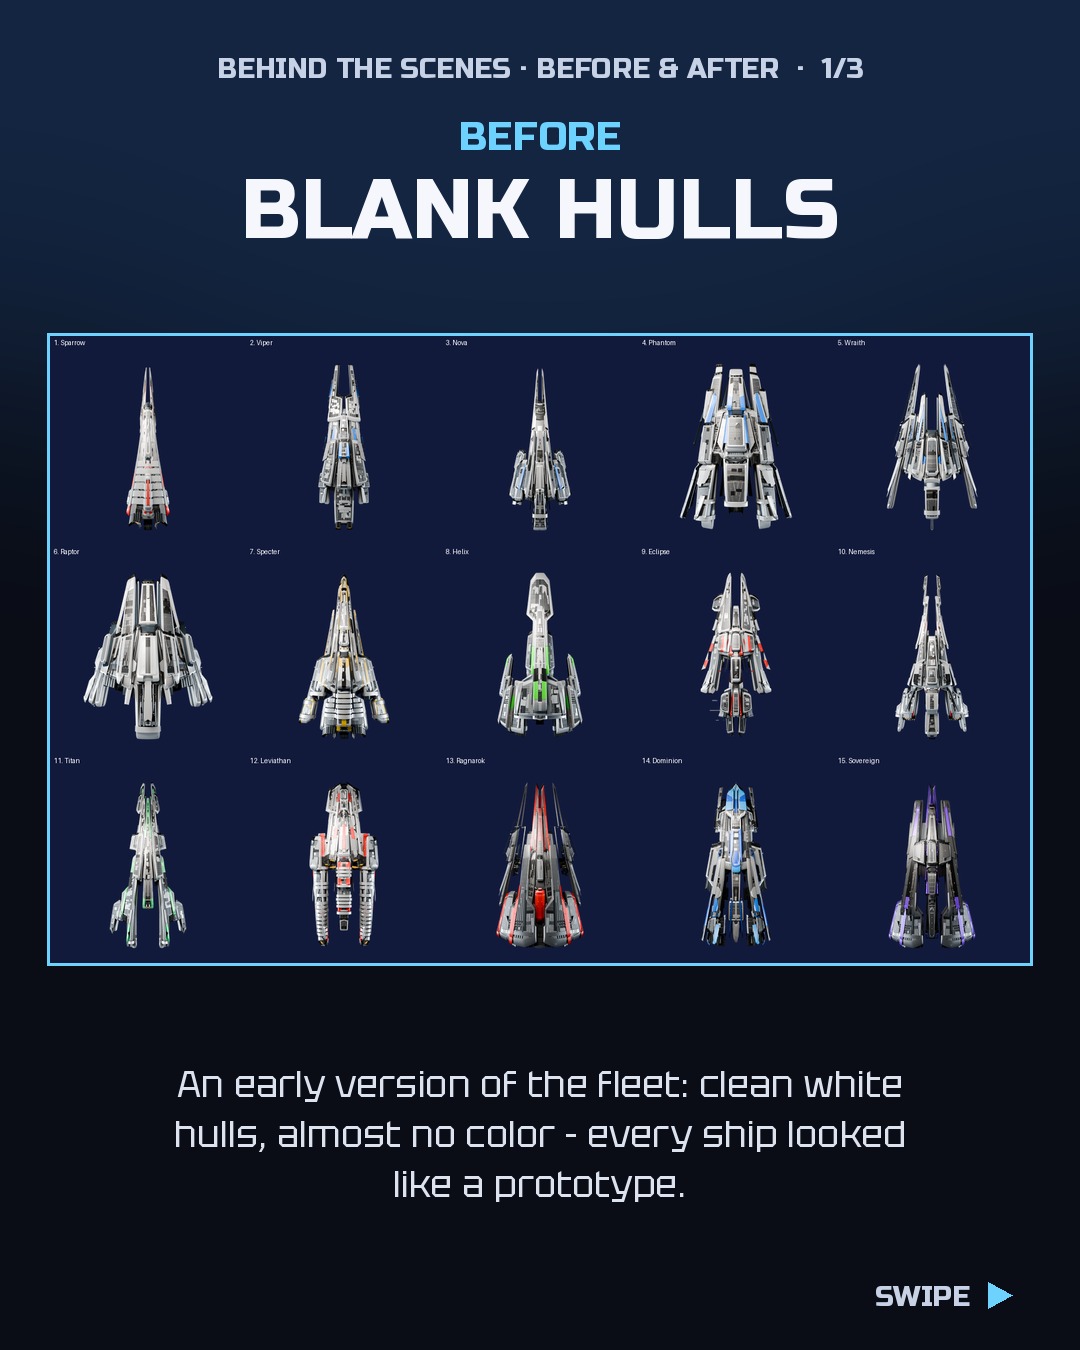 BEHIND THE SCENES · BEFORE & AFTER · 1/3
BEFORE
BLANK HULLS
1. Sparrow
2. Viper
3. Nova
4. Phantom
5. Wraith
6. Raptor
7. Specter
8. Helix
9. Eclipse
10. Nemesis
11. Titan
12. Leviathan
13. Ragnarok
14. Dominion
15. Sovereign
An early version of the fleet: clean white
hulls, almost no color - every ship looked
like a prototype.
SWIPE